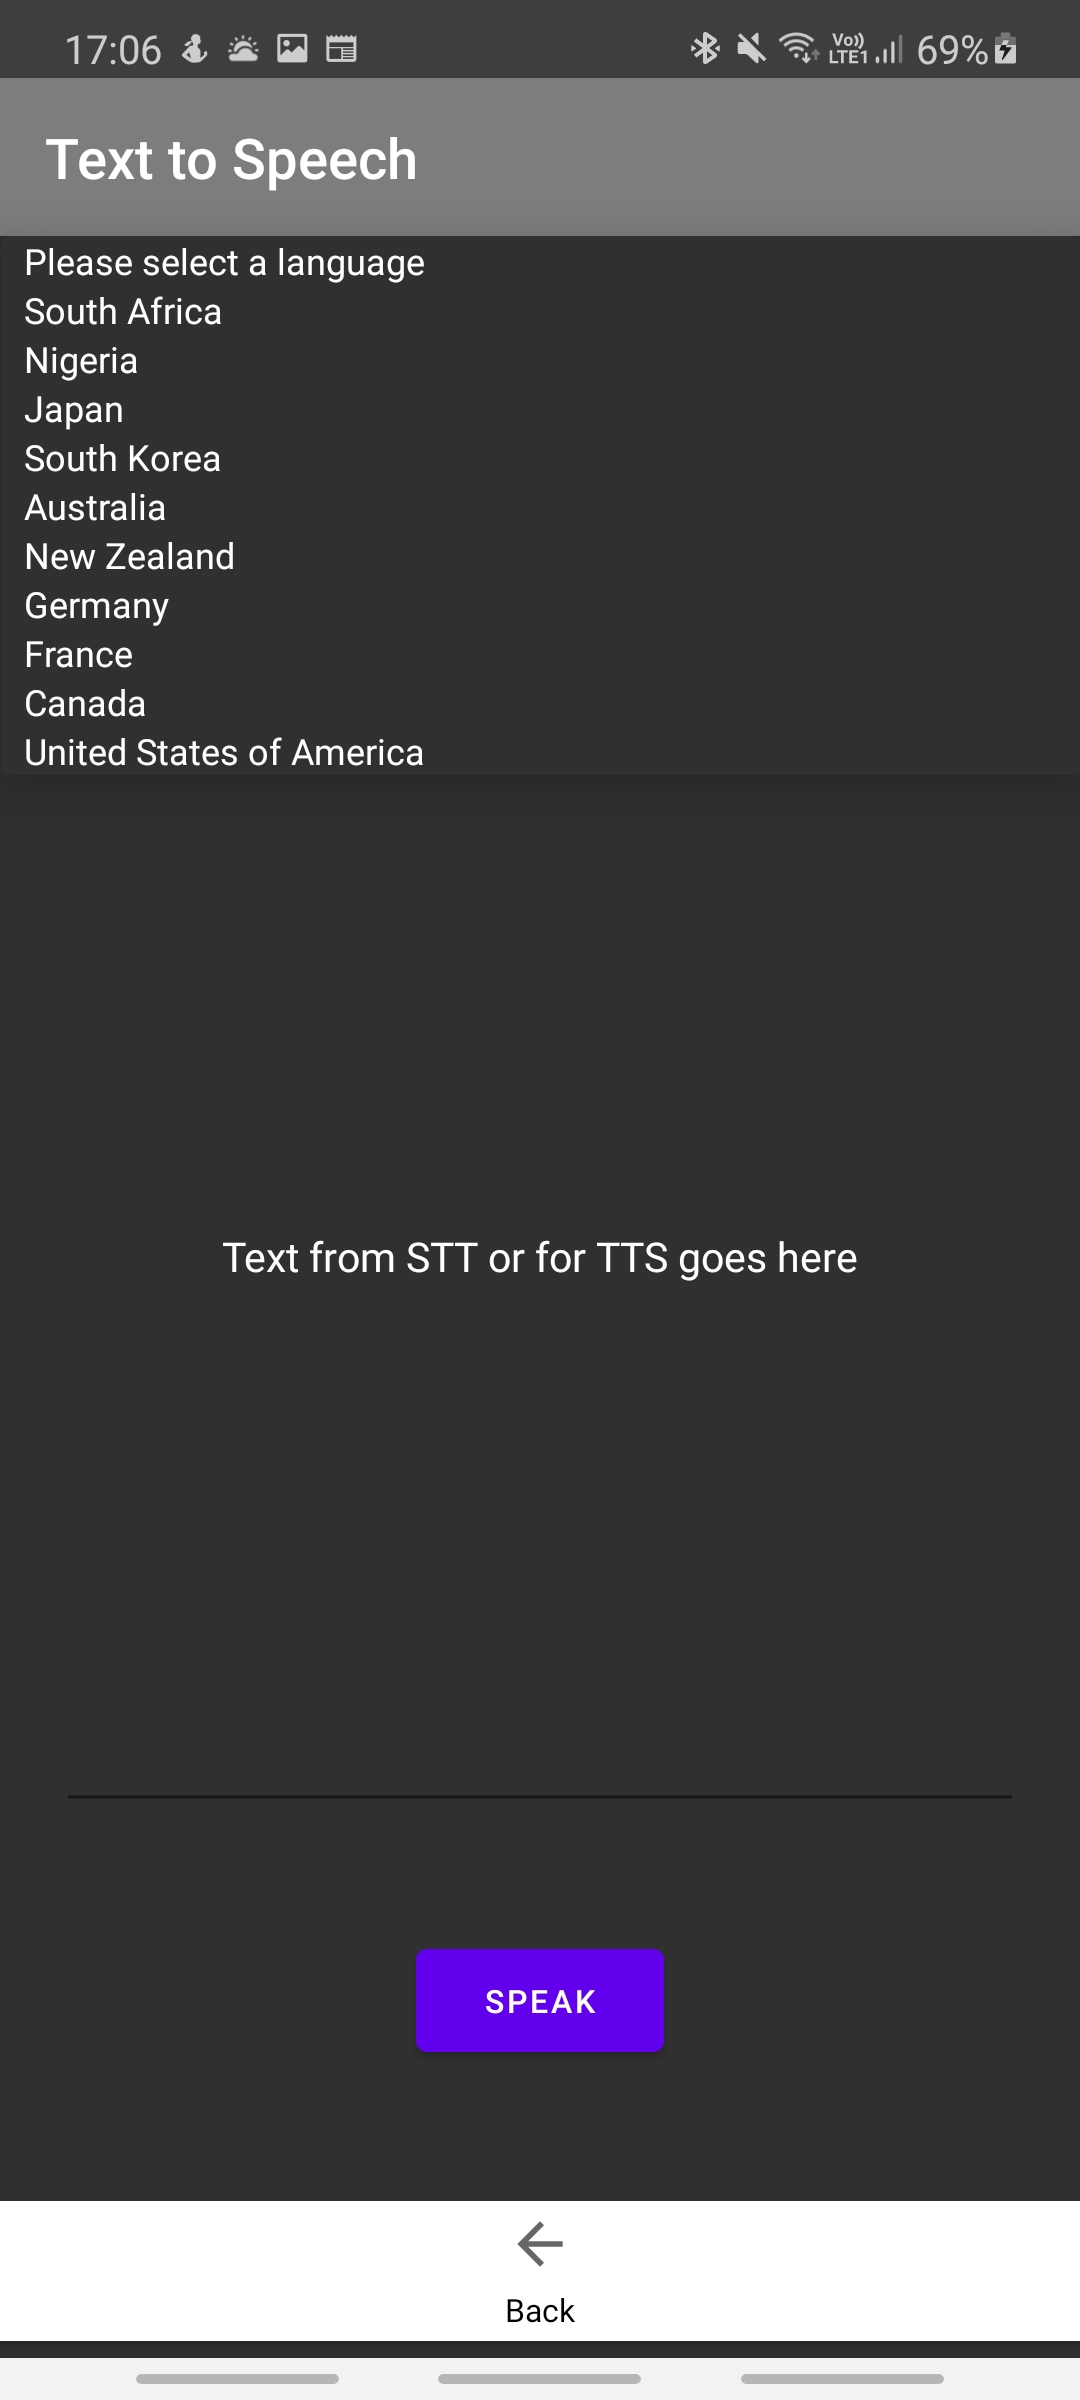 17:06
Vo)) LTE1 69%
Text to Speech
Please select a language
South Africa
Nigeria
Japan
South Korea
Australia
New Zealand
Germany
France
Canada
United States of America
Text from STT or for TTS goes here
SPEAK
Back